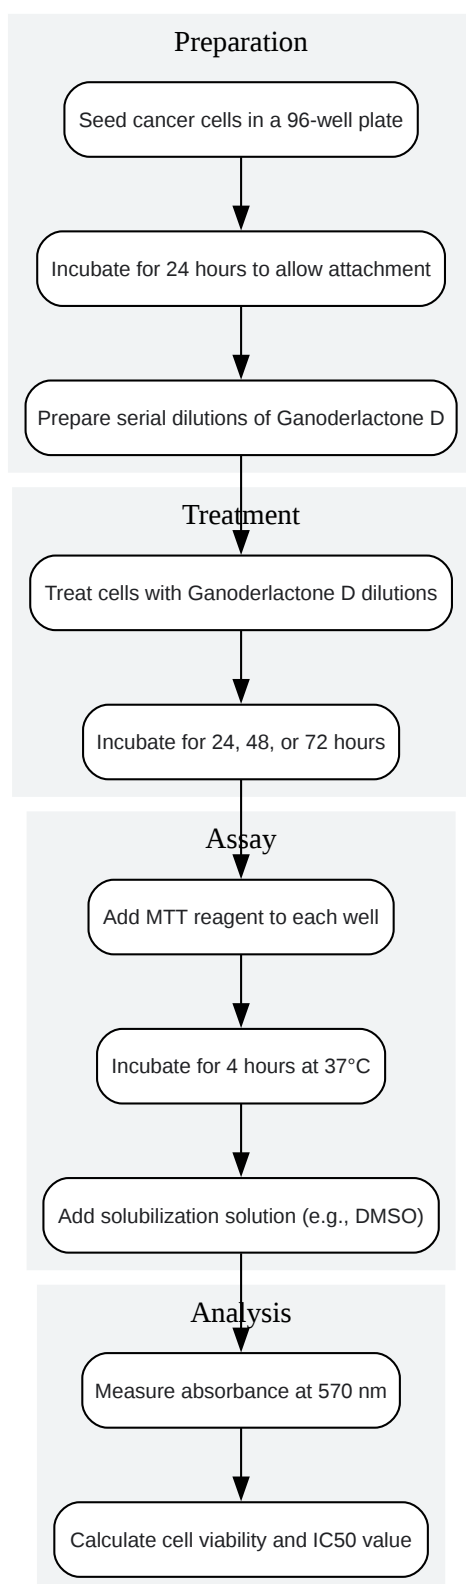 Preparation
Seed cancer cells in a 96-well plate
Incubate for 24 hours to allow attachment
Prepare serial dilutions of Ganoderlactone D
Treatment
Treat cells with Ganoderlactone D dilutions
Incubate for 24, 48, or 72 hours
Assay
Add MTT reagent to each well
Incubate for 4 hours at 37°C
Add solubilization solution (e.g., DMSO)
Analysis
Measure absorbance at 570 nm
Calculate cell viability and IC50 value